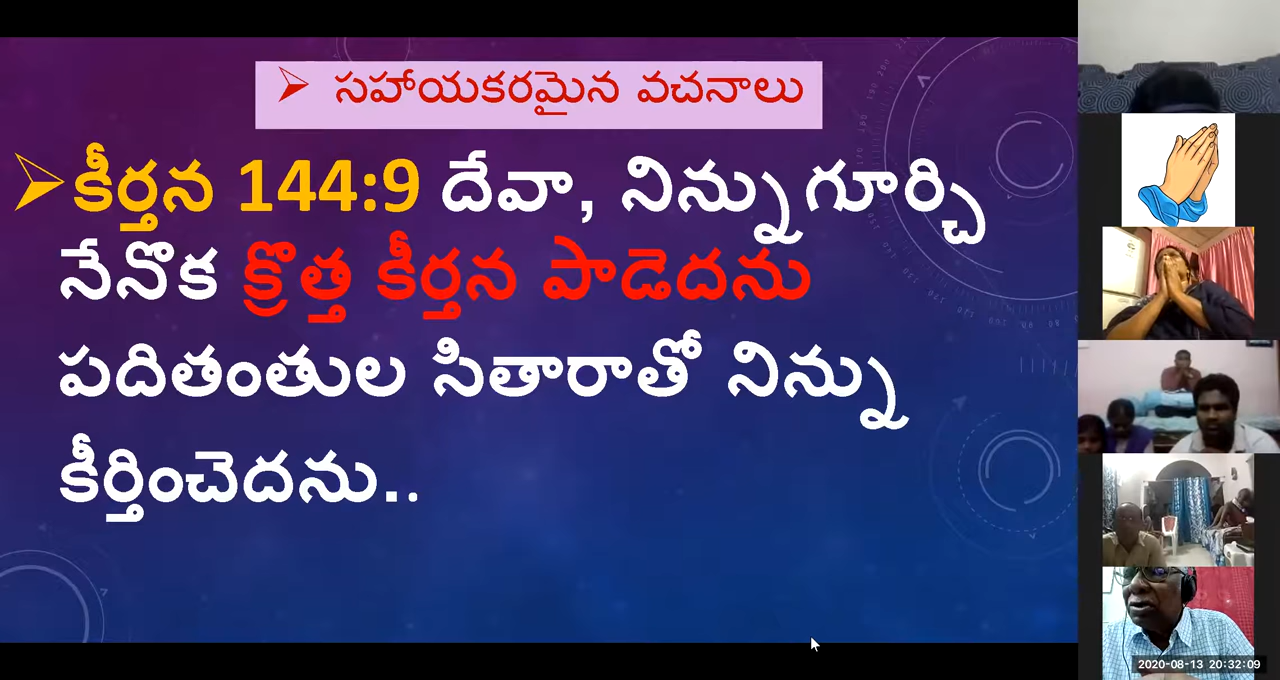 ➢ సహాయకరమైన వచనాలు
➢కీర్తన 144:9 దేవా, నిన్నుగూర్చి
నేనొక క్రొత్త కీర్తన పాడెదను
పదితంతుల సితారాతో నిన్ను
కీర్తించెదను..
2020-08-13 20:32:09